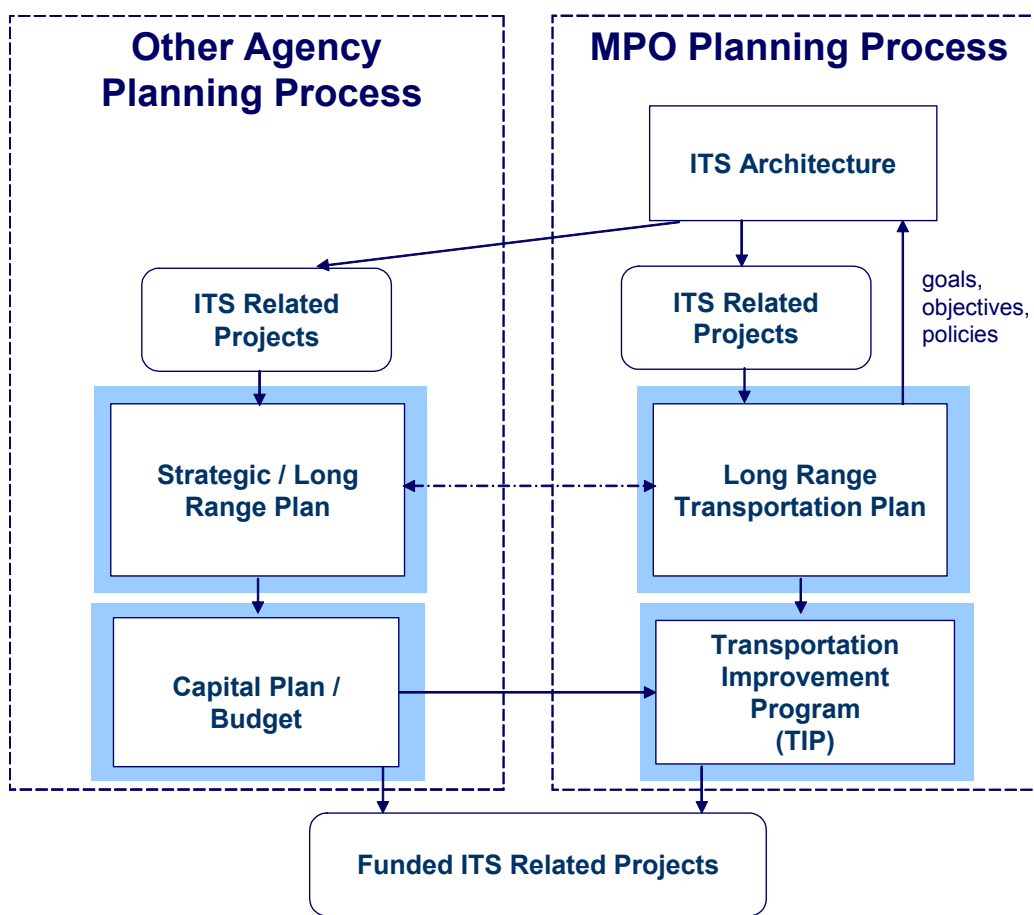 Other Agency
Planning Process
MPO Planning Process
ITS Architecture
ITS Related
Projects
ITS Related
Projects
goals,
objectives,
policies
Strategic / Long
Range Plan
Long Range
Transportation Plan
Capital Plan /
Budget
Transportation
Improvement
Program
(TIP)
Funded ITS Related Projects